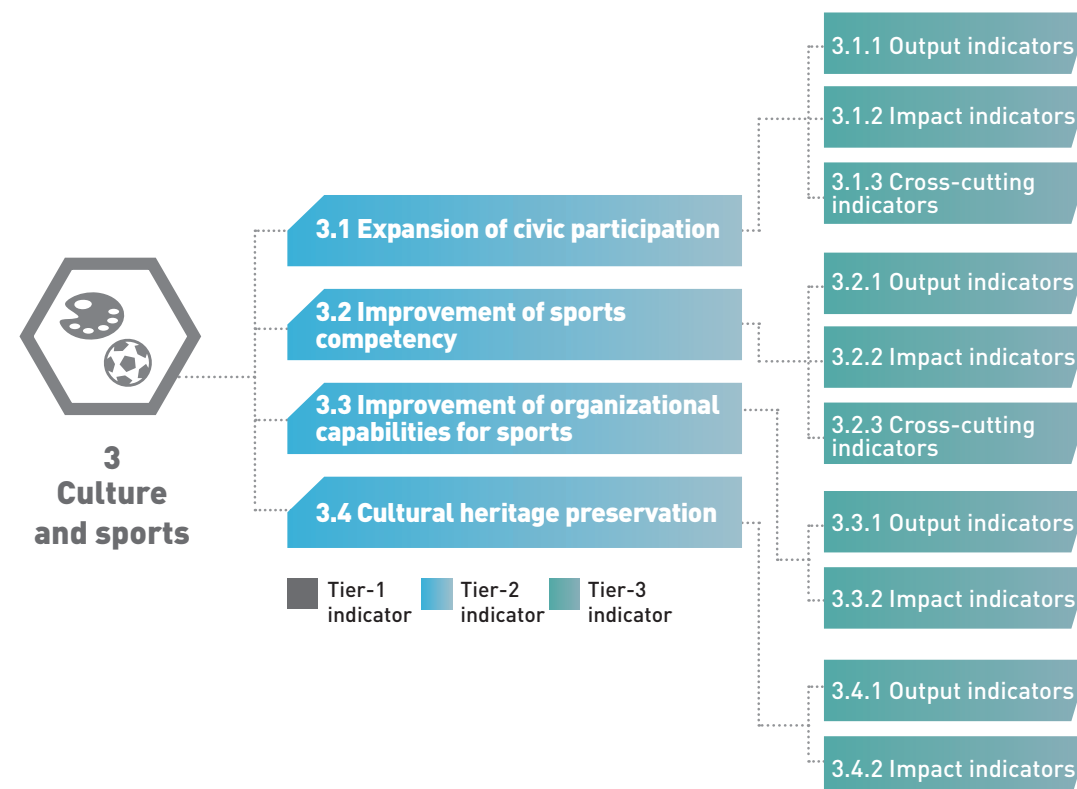 3
Culture
and sports
3.1 Expansion of civic participation
3.2 Improvement of sports
competency
3.3 Improvement of organizational
capabilities for sports
3.4 Cultural heritage preservation
Tier-1
indicator
Tier-2
indicator
Tier-3
indicator
3.1.1 Output indicators
3.1.2 Impact indicators
3.1.3 Cross-cutting
indicators
3.2.1 Output indicators
3.2.2 Impact indicators
3.2.3 Cross-cutting
indicators
3.3.1 Output indicators
3.3.2 Impact indicators
3.4.1 Output indicators
3.4.2 Impact indicators